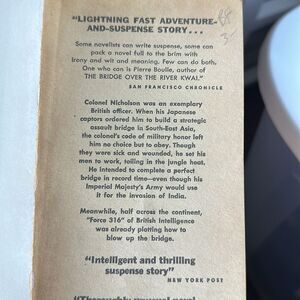 "LIGHTNING FAST ADVENTURE-
AND-SUSPENSE STORY...
Some novelists can write suspense, some can
pack a novel full to the brim with
irony and wit and meaning. Few can do both.
One who can is Pierre Boulle, author of
THE BRIDGE OVER THE RIVER KWAI."
SAN FRANCISCO CHRONICLE
Colonel Nicholson was an exemplary
British officer. When his Japanese
captors ordered him to build a strategic
assault bridge in South-East Asia,
the colonel's code of military honor left
him no choice but to obey. Though
they were sick and wounded, he set his
men to work, toiling in the jungle heat.
He intended to complete a perfect
bridge in record time—even though his
Imperial Majesty's Army would use
it for the invasion of India.
Meanwhile, half across the continent,
"Force 316" of British Intelligence
was already plotting how to
blow up the bridge.
"Intelligent and thrilling
suspense story"
NEW YORK POST